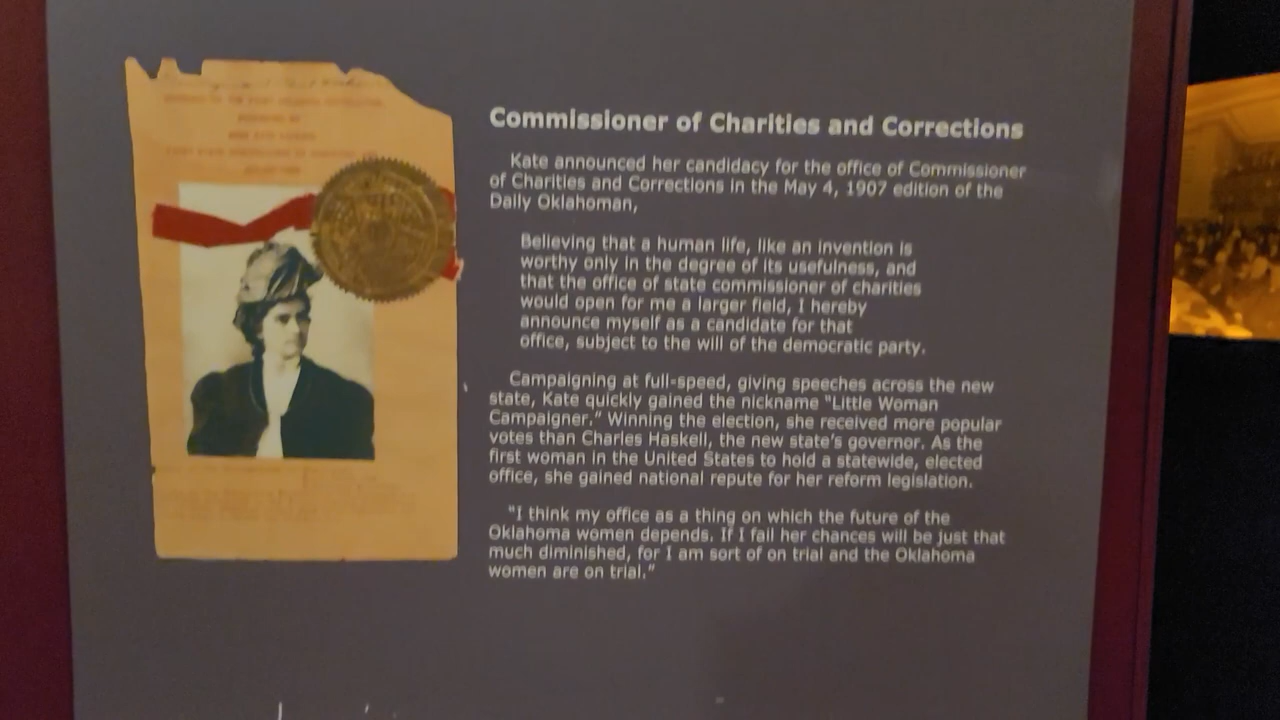 Commissioner of Charities and Corrections
Kate announced her candidacy for the office of Commissioner
of Charities and Corrections in the May 4, 1907 edition of the
Daily Oklahoman,
Believing that a human life, like an invention is
worthy only in the degree of its usefulness, and
that the office of state commissioner of charities
would open for me a larger field, I hereby
announce myself as a candidate for that
office, subject to the will of the democratic party.
Campaigning at full-speed, giving speeches across the new
state, Kate quickly gained the nickname "Little Woman
Campaigner." Winning the election, she received more popular
votes than Charles Haskell, the new state's governor. As the
first woman in the United States to hold a statewide, elected
office, she gained national repute for her reform legislation.
"I think my office as a thing on which the future of the
Oklahoma women depends. If I fail her chances will be just that
much diminished, for I am sort of on trial and the Oklahoma
women are on trial."